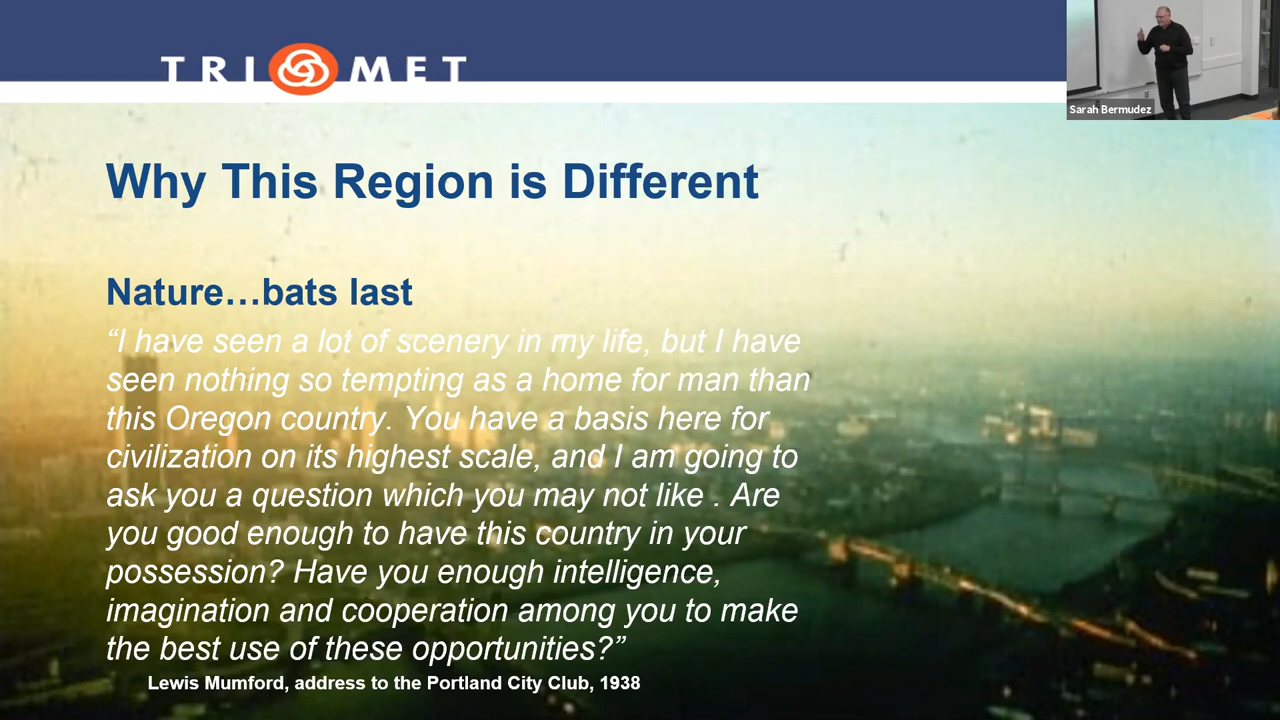 TRI MET
Sarah Bermudez
Why This Region is Different
Nature…bats last
“I have seen a lot of scenery in my life, but I have
seen nothing so tempting as a home for man than
this Oregon country. You have a basis here for
civilization on its highest scale, and I am going to
ask you a question which you may not like . Are
you good enough to have this country in your
possession? Have you enough intelligence,
imagination and cooperation among you to make
the best use of these opportunities?”
Lewis Mumford, address to the Portland City Club, 1938